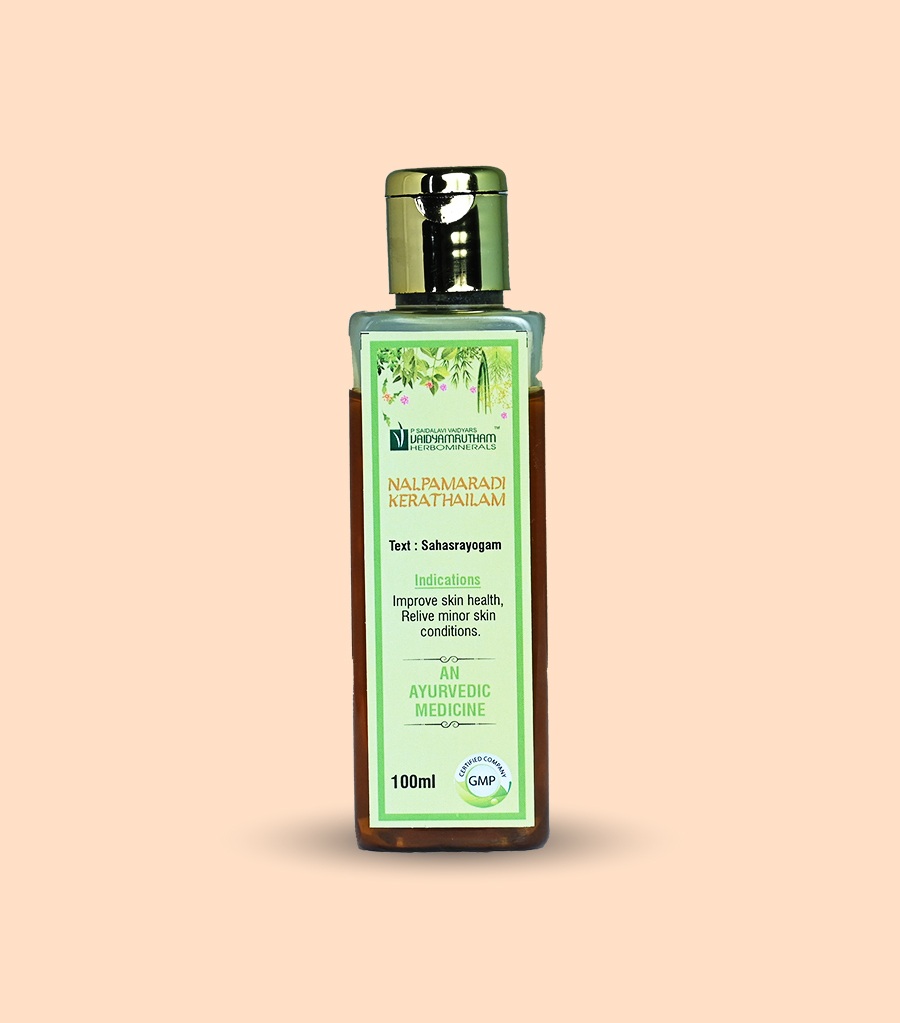 P SAIDALAVI VAIDYARS
VAIDYAMRUTHAM™
HERBOMINERALS
NALPAMARADI
KERATHAILAM
Text : Sahasrayogam
Indications
Improve skin health,
Relive minor skin
conditions.
AN
AYURVEDIC
MEDICINE
100ml
CERTIFIED COMPANY
GMP